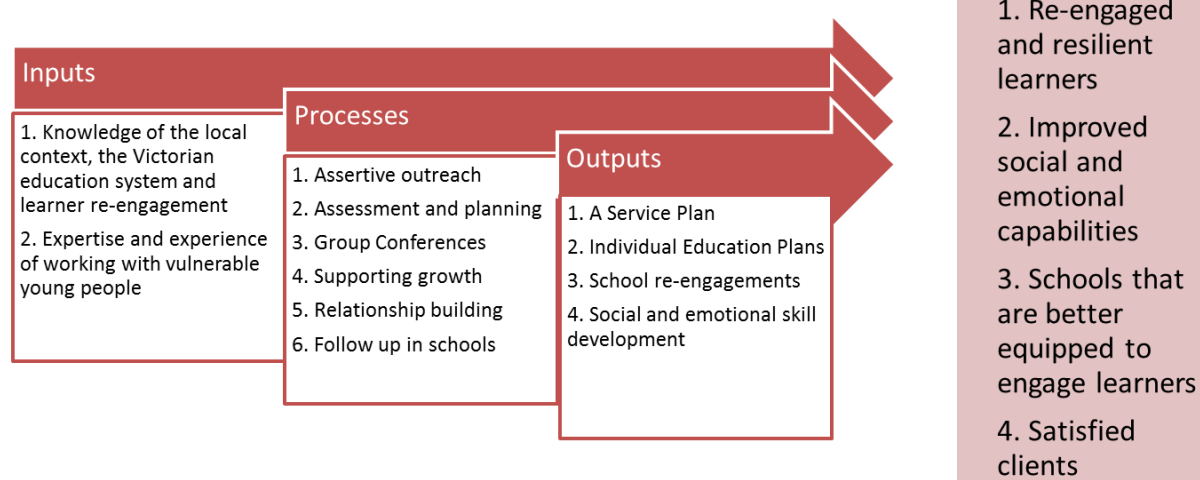 Inputs
1. Knowledge of the local
context, the Victorian
education system and
learner re-engagement
2. Expertise and experience
of working with vulnerable
young people
Processes
1. Assertive outreach
2. Assessment and planning
3. Group Conferences
4. Supporting growth
5. Relationship building
6. Follow up in schools
Outputs
1. A Service Plan
2. Individual Education Plans
3. School re-engagements
4. Social and emotional skill
development
1. Re-engaged
and resilient
learners
2. Improved
social and
emotional
capabilities
3. Schools that
are better
equipped to
engage learners
4. Satisfied
clients